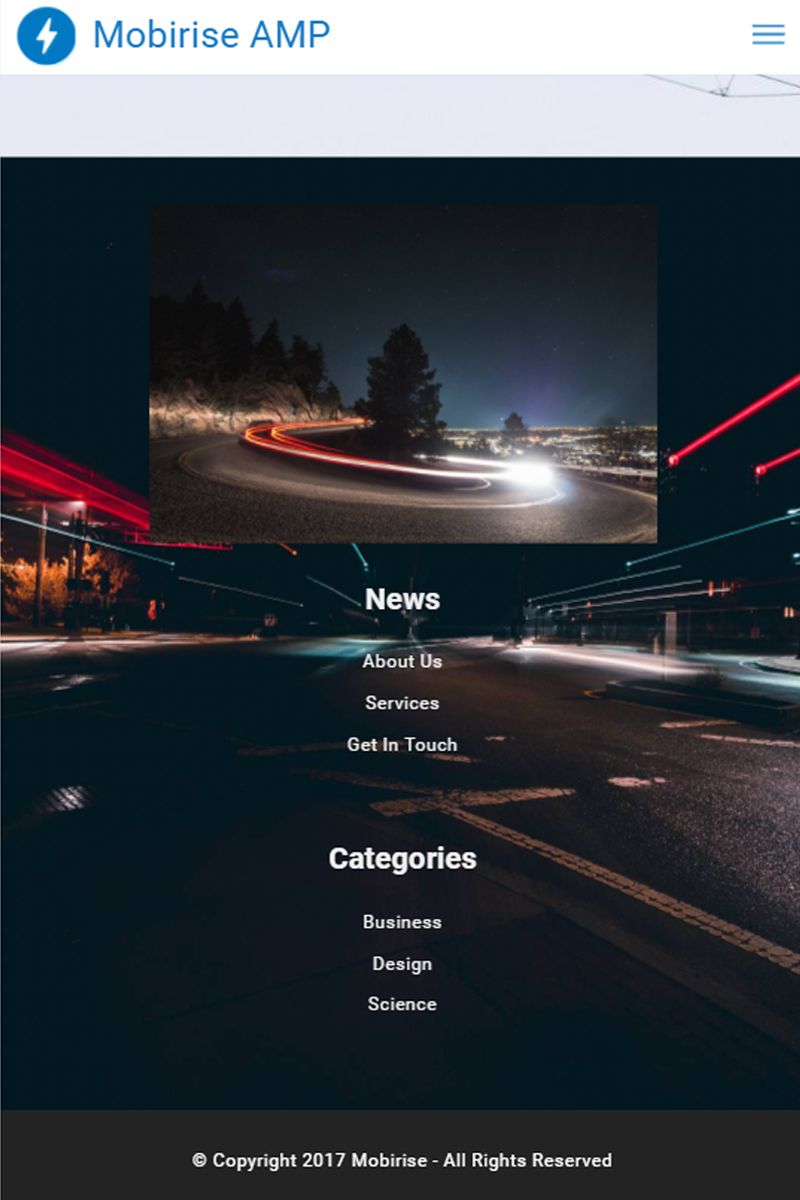 Mobirise AMP
News
About Us
Services
Get In Touch
Categories
Business
Design
Science
© Copyright 2017 Mobirise - All Rights Reserved